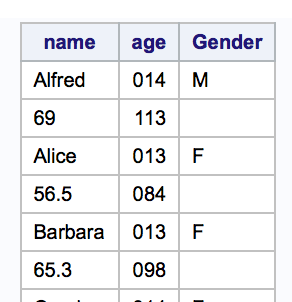 name age Gender
Alfred 014 M
69 113
Alice 013 F
56.5 084
Barbara 013 F
65.3 098